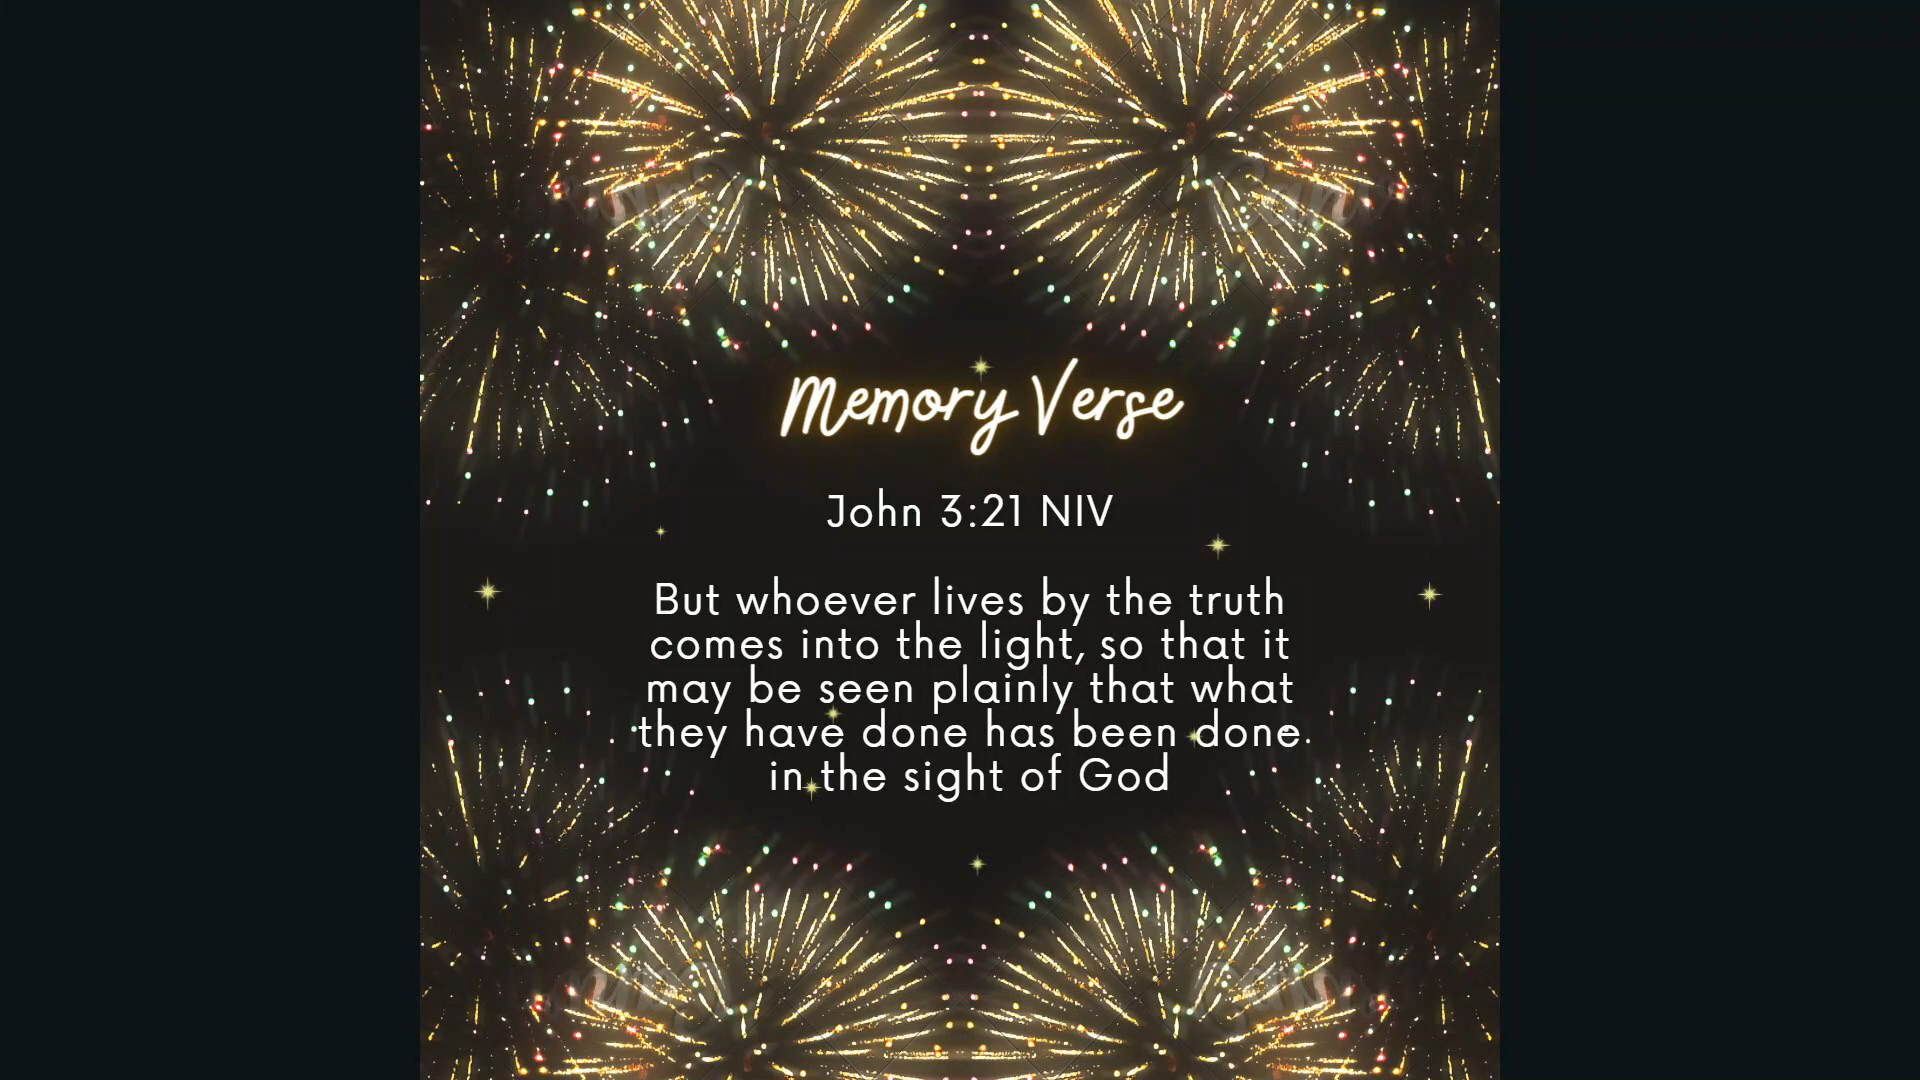 Memory Verse
John 3:21 NIV
But whoever lives by the truth
comes into the light, so that it
may be seen plainly that what
they have done has been done
in the sight of God